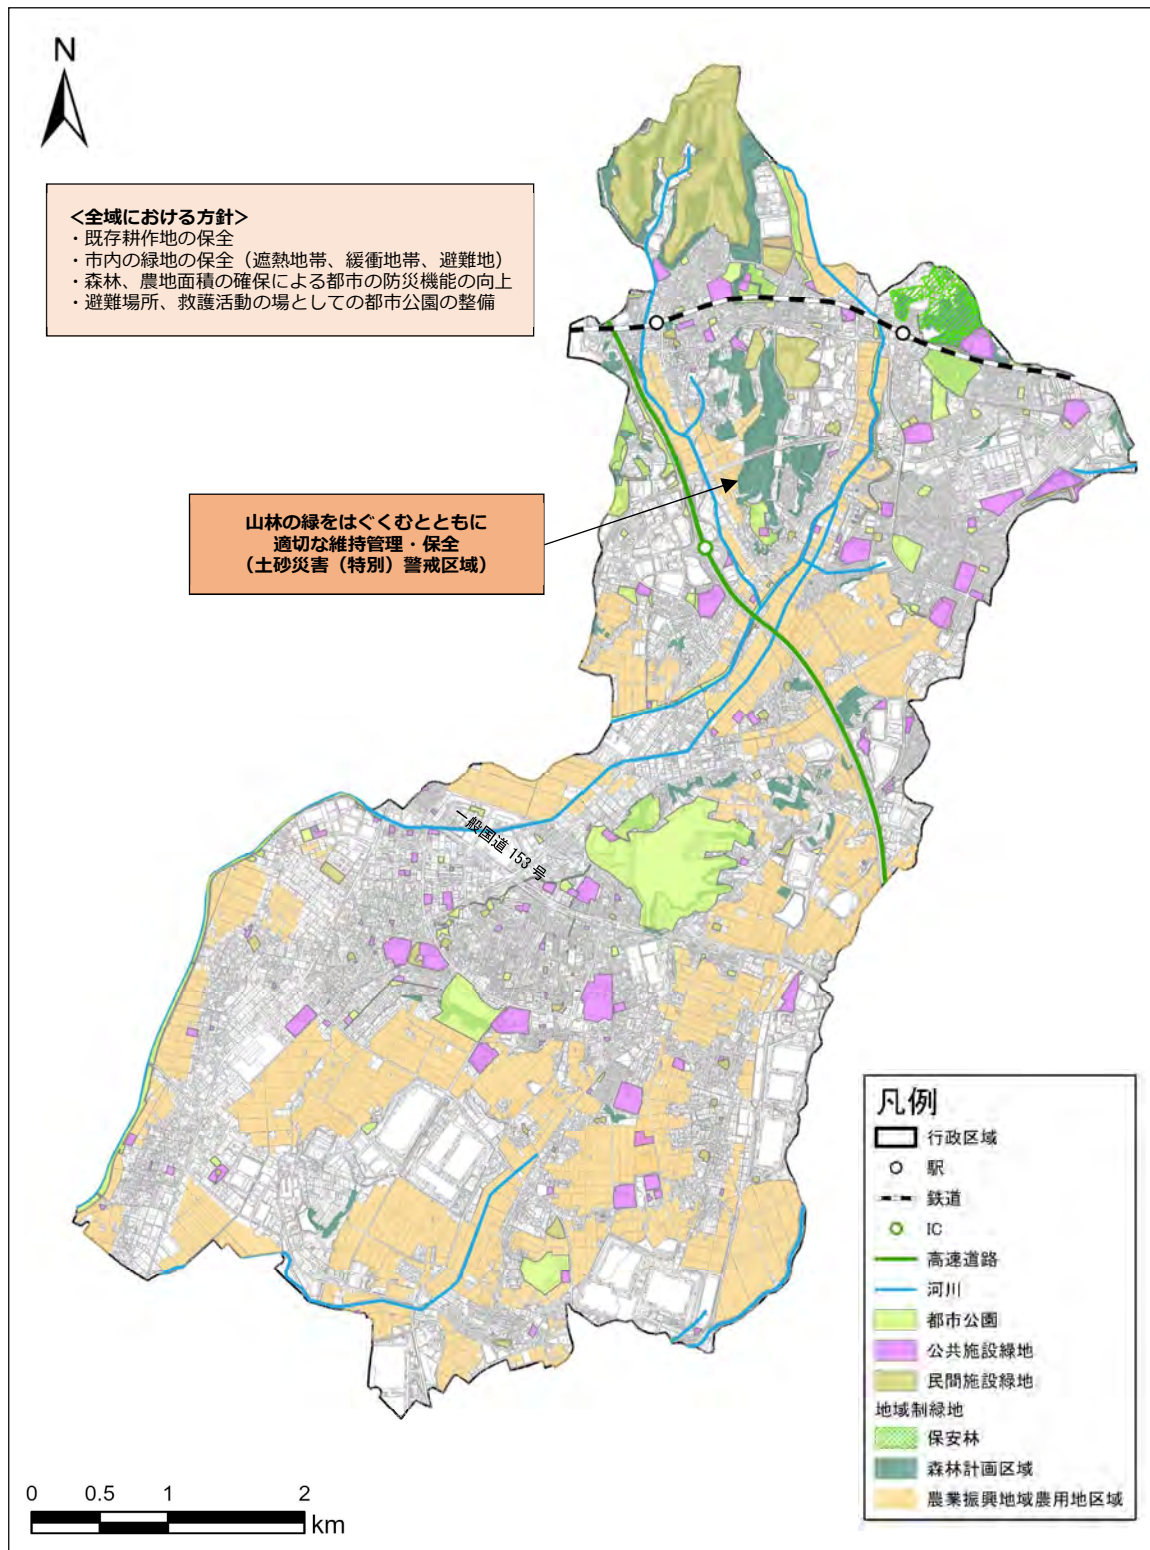 N
<全域における方針>
・既存耕作地の保全
・市内の緑地の保全（遮熱地帯、緩衝地帯、避難地）
・森林、農地面積の確保による都市の防災機能の向上
・避難場所、救護活動の場としての都市公園の整備
山林の緑をはぐくむとともに
適切な維持管理・保全
（土砂災害（特別）警戒区域）
一般国道 153 号
凡例
行政区域
駅
鉄道
IC
高速道路
河川
都市公園
公共施設緑地
民間施設緑地
地域制緑地
保安林
森林計画区域
農業振興地域農用地区域
0 0.5 1 2
km